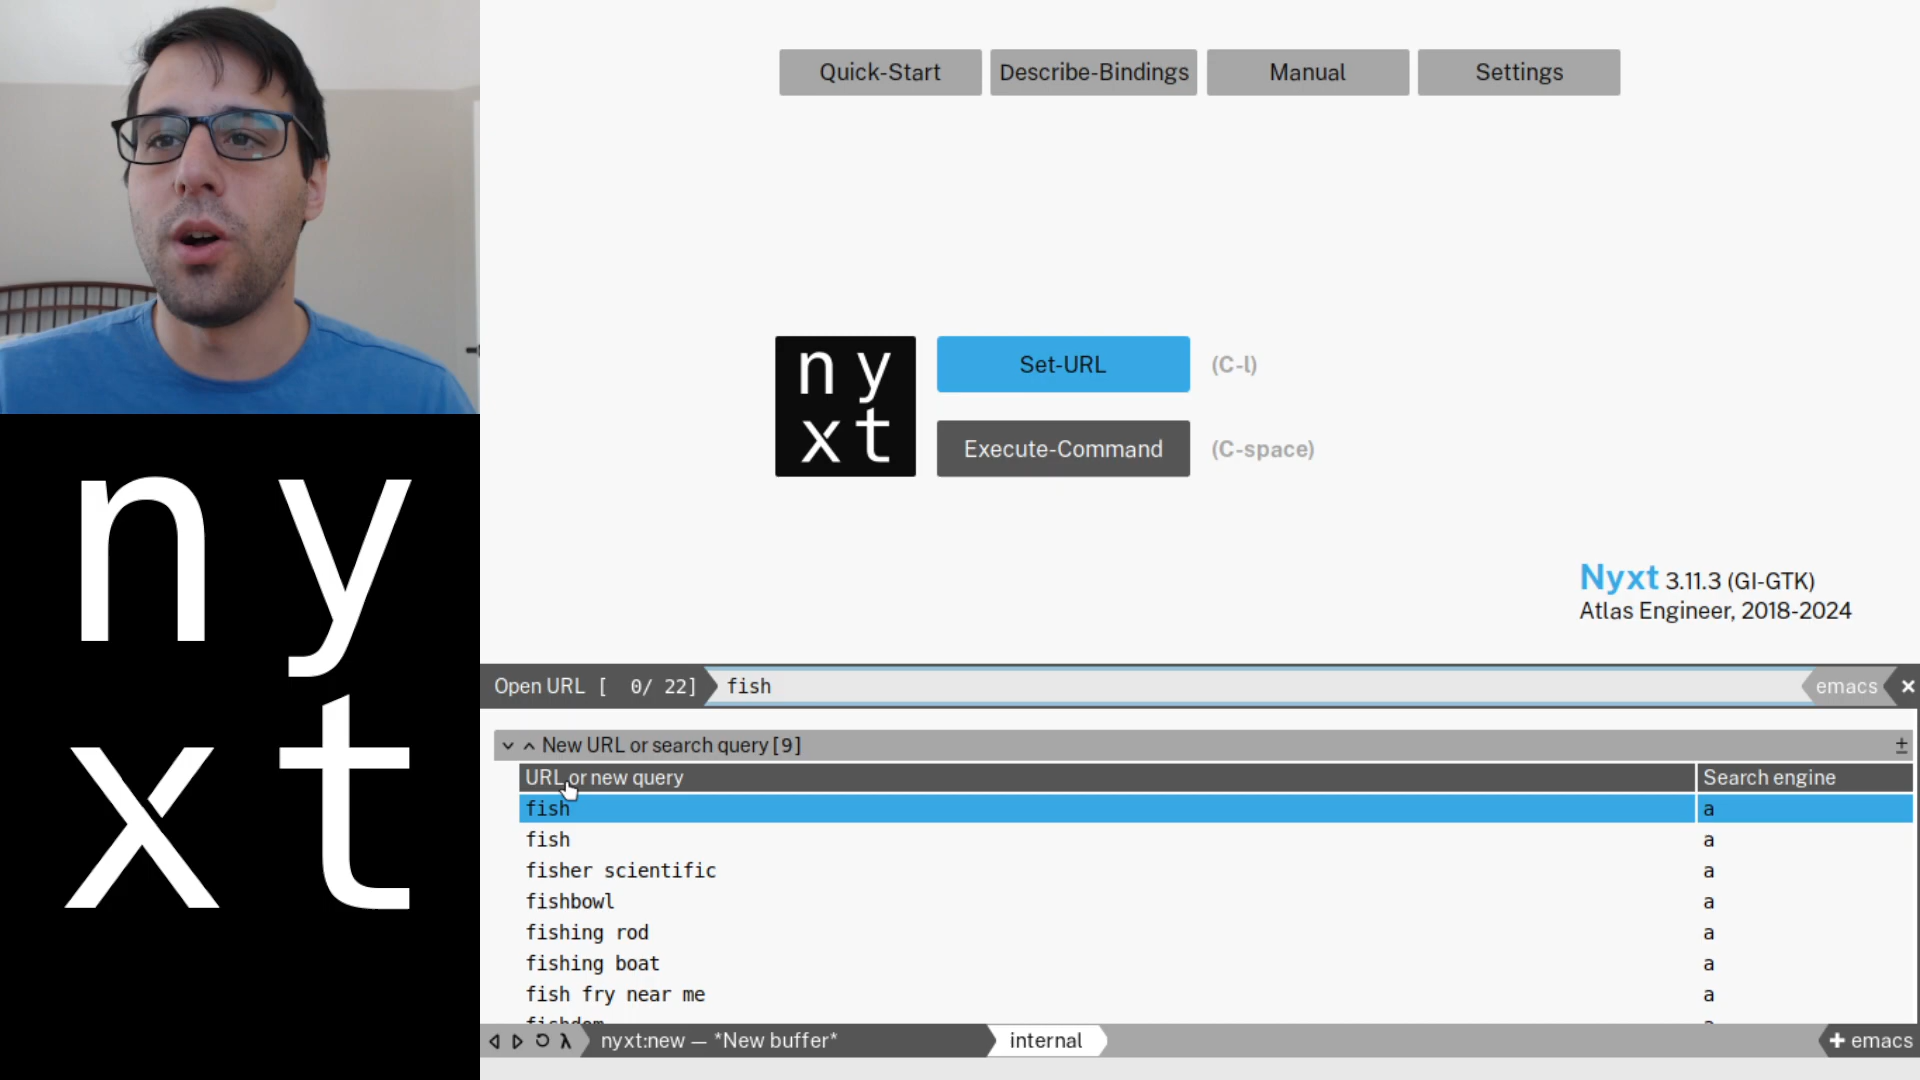 n y
x t
Quick-Start Describe-Bindings Manual Settings
n y
x t
Set-URL (C-l)
Execute-Command (C-space)
Nyxt 3.11.3 (GI-GTK)
Atlas Engineer, 2018-2024
Open URL [ 0/ 22] fish emacs ×
New URL or search query[9] ±
URL or new query Search engine
fish a
fish a
fisher scientific a
fishbowl a
fishing rod a
fishing boat a
fish fry near me a
λ nyxt:new — *New buffer* internal + emacs